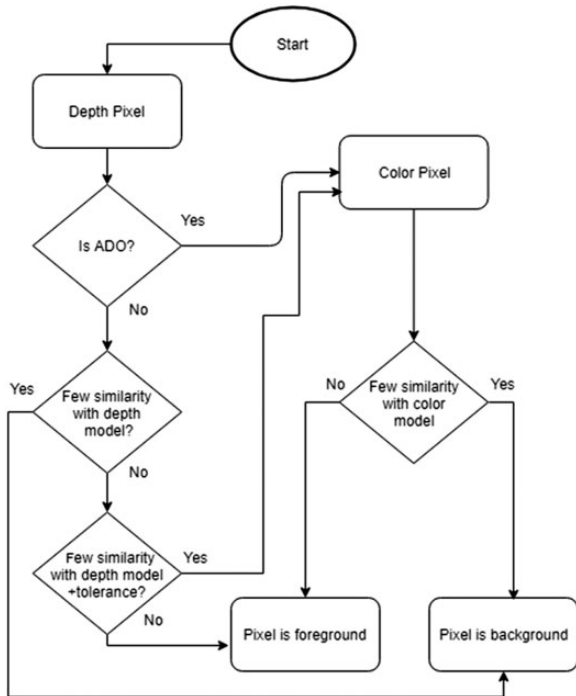 Start
Depth Pixel
Color Pixel
Yes
Is ADO?
No
Yes
Few similarity
with depth
model?
No
Few similarity
with color
model
Yes
No
Few similarity
with depth model
+tolerance?
Yes
No
Pixel is foreground
Pixel is background